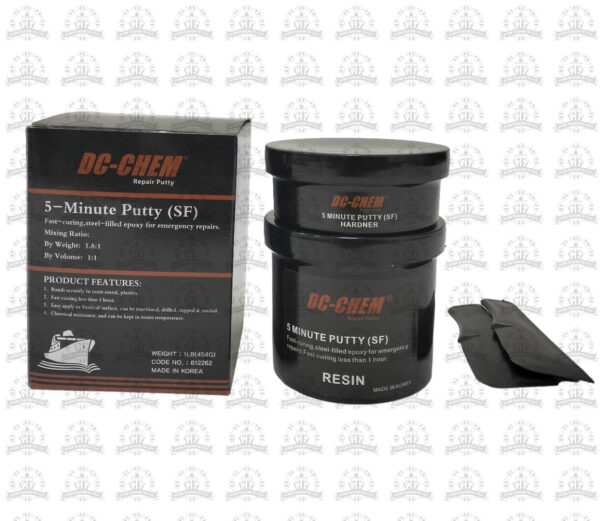 DC-CHEM®
Repair Putty
5-Minute Putty (SF)
Fast-curing,steel-filled epoxy for emergency repairs.
Mixing Ratio:
By Weight: 1.8:1
By Volume: 1:1
PRODUCT FEATURES:
1. Bonds securely to most metal, plastics.
2. Fast cuiring less than 1 hour.
3. Easy apply to Vertical surface, can be machined, drilled, tapped & sanded
4. Chemical resistance, and can be kept in room temperature.
WEIGHT : 1LB(454G)
CODE NO. : 812262
MADE IN KOREA
DC-CHEM®
5 MINUTE PUTTY (SF)
HARDNER
DC-CHEM®
Repair Putty
5 MINUTE PUTTY (SF)
Fast-curing,steel-filled epoxy for emergency
repairs.Fast cuiring less than 1 hour.
RESIN
MADE IN KOREA